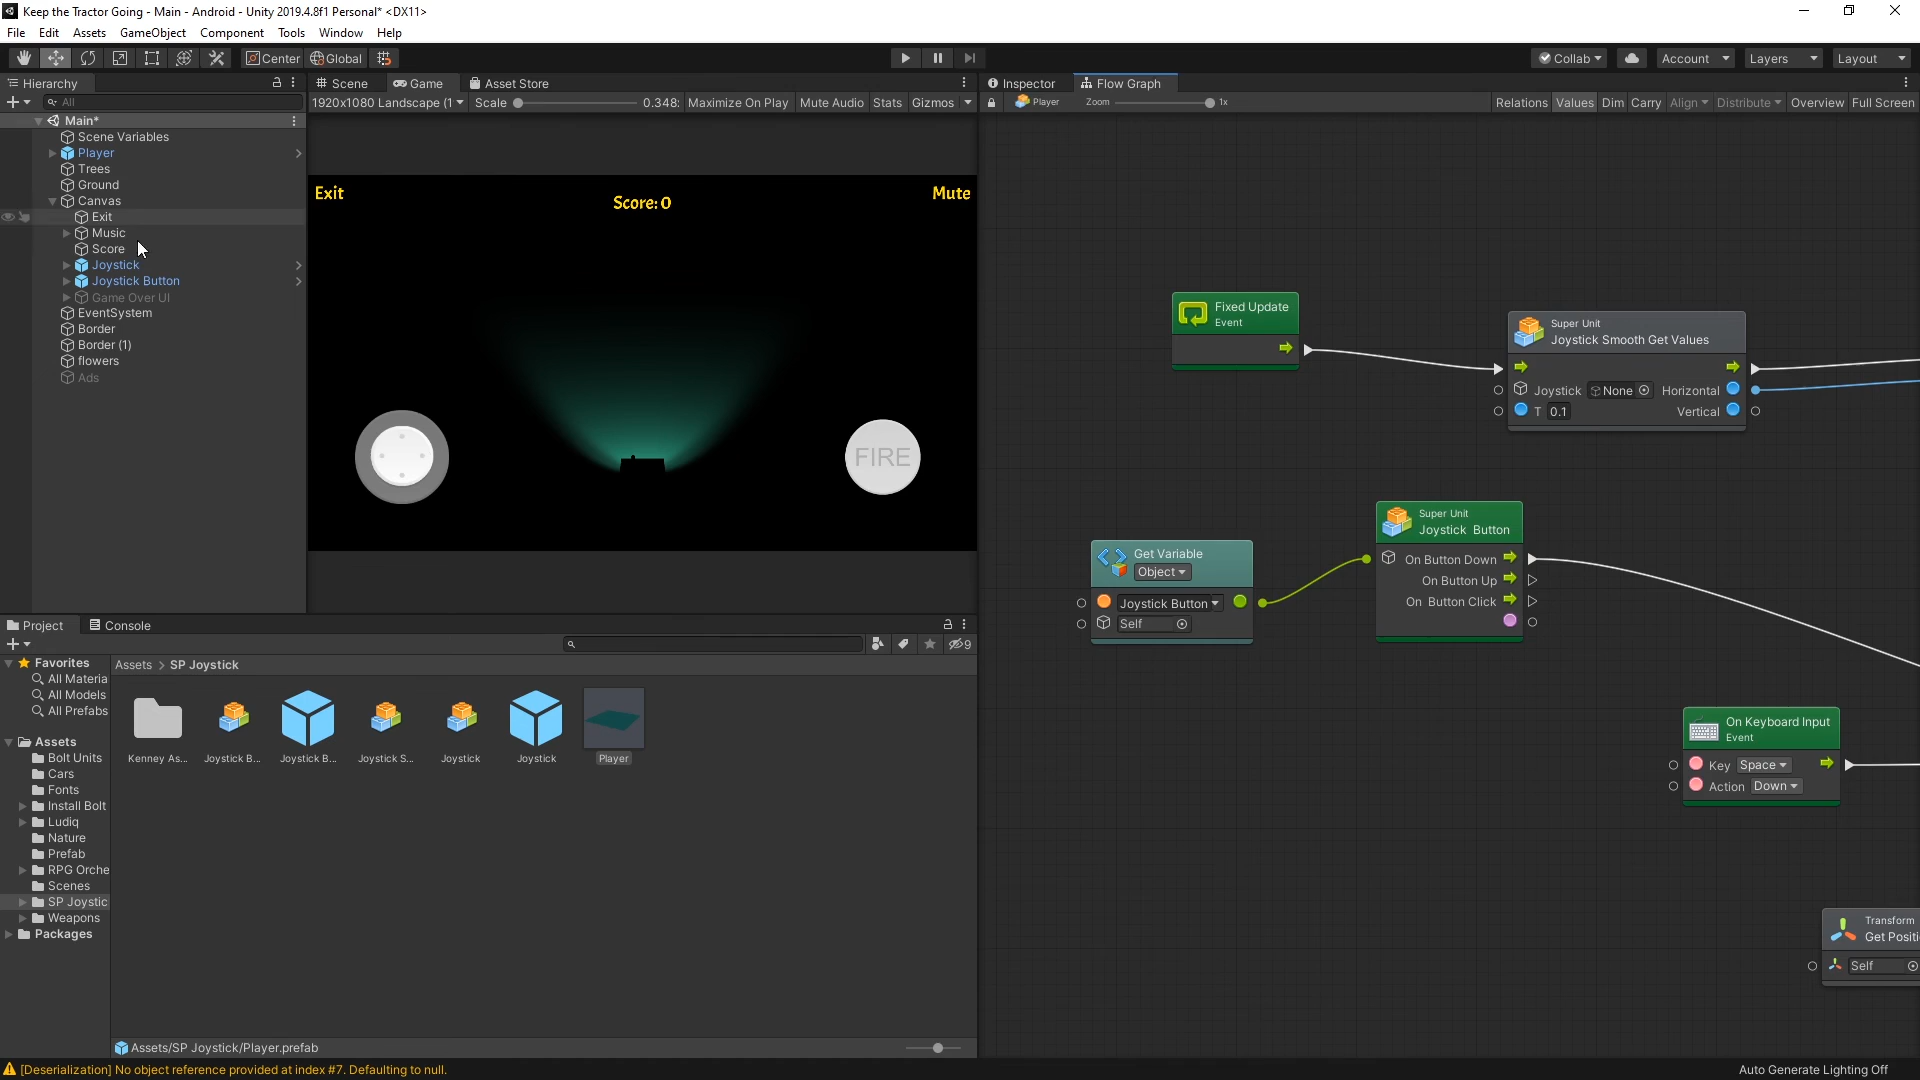 Keep the Tractor Going - Main - Android - Unity 2019.4.8f1 Personal* <DX11>
File Edit Assets GameObject Component Tools Window Help
Center Global Collab Account Layers Layout
Hierarchy
All
Main*
Scene Variables
Player
Trees
Ground
Canvas
Exit
Music
Score
Joystick
Joystick Button
Game Over UI
EventSystem
Border
Border (1)
flowers
Ads
Scene Game Asset Store
1920x1080 Landscape (1 Scale 0.348: Maximize On Play Mute Audio Stats Gizmos
Exit
Score: 0
Mute
FIRE
Inspector Flow Graph
Player Zoom 1x Relations Values Dim Carry Align Distribute Overview Full Screen
Fixed Update
Event
Super Unit
Joystick Smooth Get Values
Joystick None Horizontal
T 0.1 Vertical
Get Variable
Object
Joystick Button
Self
Super Unit
Joystick Button
On Button Down
On Button Up
On Button Click
On Keyboard Input
Event
Key Space
Action Down
Transform
Get Positi
Self
Project Console
9
Favorites
All Materia
All Models
All Prefabs
Assets
Bolt Units
Cars
Fonts
Install Bolt
Ludiq
Nature
Prefab
RPG Orche
Scenes
SP Joystic
Weapons
Packages
Assets > SP Joystick
Kenney As... Joystick B... Joystick B... Joystick S... Joystick Joystick Player
Assets/SP Joystick/Player.prefab
[Deserialization] No object reference provided at index #7. Defaulting to null.
Auto Generate Lighting Off